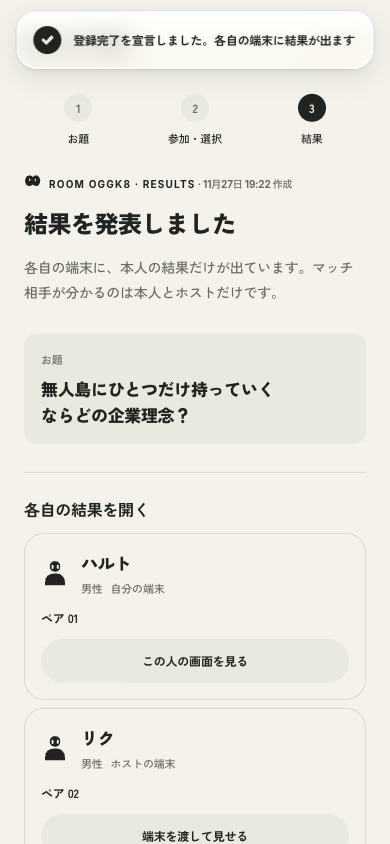 登録完了を宣言しました。各自の端末に結果が出ます
1
2
3
お題
参加・選択
結果
ROOM OGGK8 · RESULTS · 11月27日 19:22 作成
結果を発表しました
各自の端末に、本人の結果だけが出ています。マッチ
相手が分かるのは本人とホストだけです。
お題
無人島にひとつだけ持っていく
ならどの企業理念？
各自の結果を開く
ハルト
男性 自分の端末
ペア 01
この人の画面を見る
リク
男性 ホストの端末
ペア 02
端末を渡して見せる